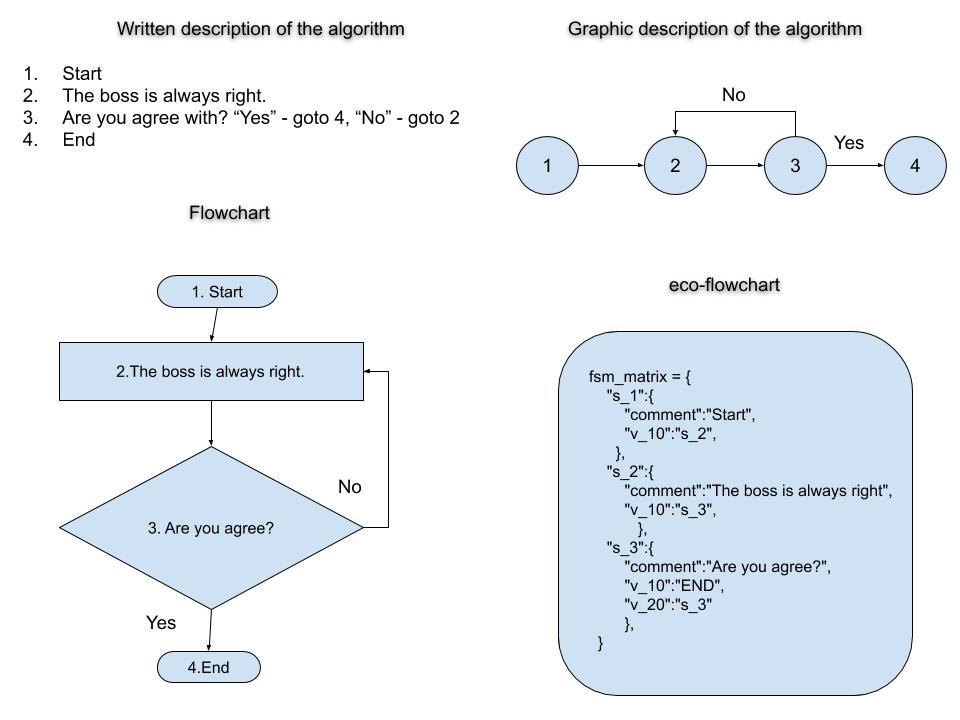 Written description of the algorithm
1. Start
2. The boss is always right.
3. Are you agree with? “Yes” - goto 4, “No” - goto 2
4. End
Graphic description of the algorithm
No
1
2
3
Yes
4
Flowchart
1. Start
2.The boss is always right.
No
3. Are you agree?
Yes
4.End
eco-flowchart
fsm_matrix = {
"s_1":{
"comment":"Start",
"v_10":"s_2",
},
"s_2":{
"comment":"The boss is always right",
"v_10":"s_3",
},
"s_3":{
"comment":"Are you agree?",
"v_10":"END",
"v_20":"s_3"
},
}